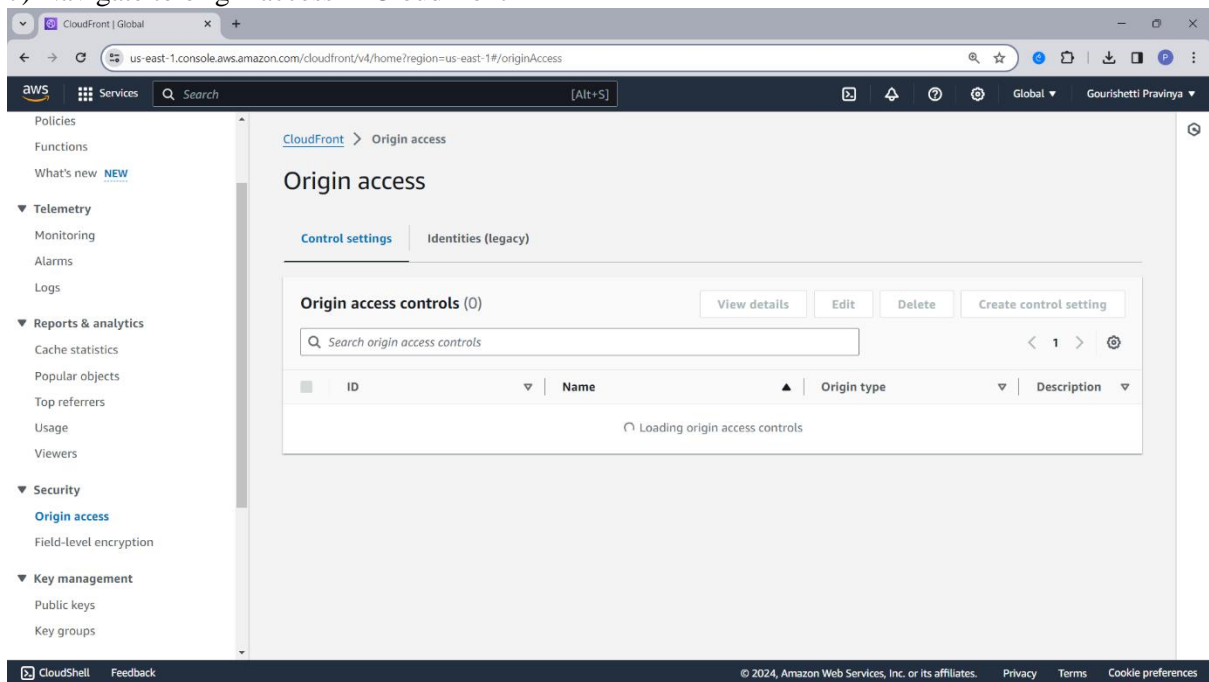 CloudFront | Global
us-east-1.console.aws.amazon.com/cloudfront/v4/home?region=us-east-1#/originAccess
P
aws Services Search [Alt+S] Global Gourishetti Pravinya
Policies
Functions
What's new NEW
Telemetry
Monitoring
Alarms
Logs
Reports & analytics
Cache statistics
Popular objects
Top referrers
Usage
Viewers
Security
Origin access
Field-level encryption
Key management
Public keys
Key groups
CloudFront > Origin access
Origin access
Control settings Identities (legacy)
Origin access controls (0) View details Edit Delete Create control setting
Search origin access controls < 1 >
ID Name Origin type Description
Loading origin access controls
CloudShell Feedback © 2024, Amazon Web Services, Inc. or its affiliates. Privacy Terms Cookie preferences